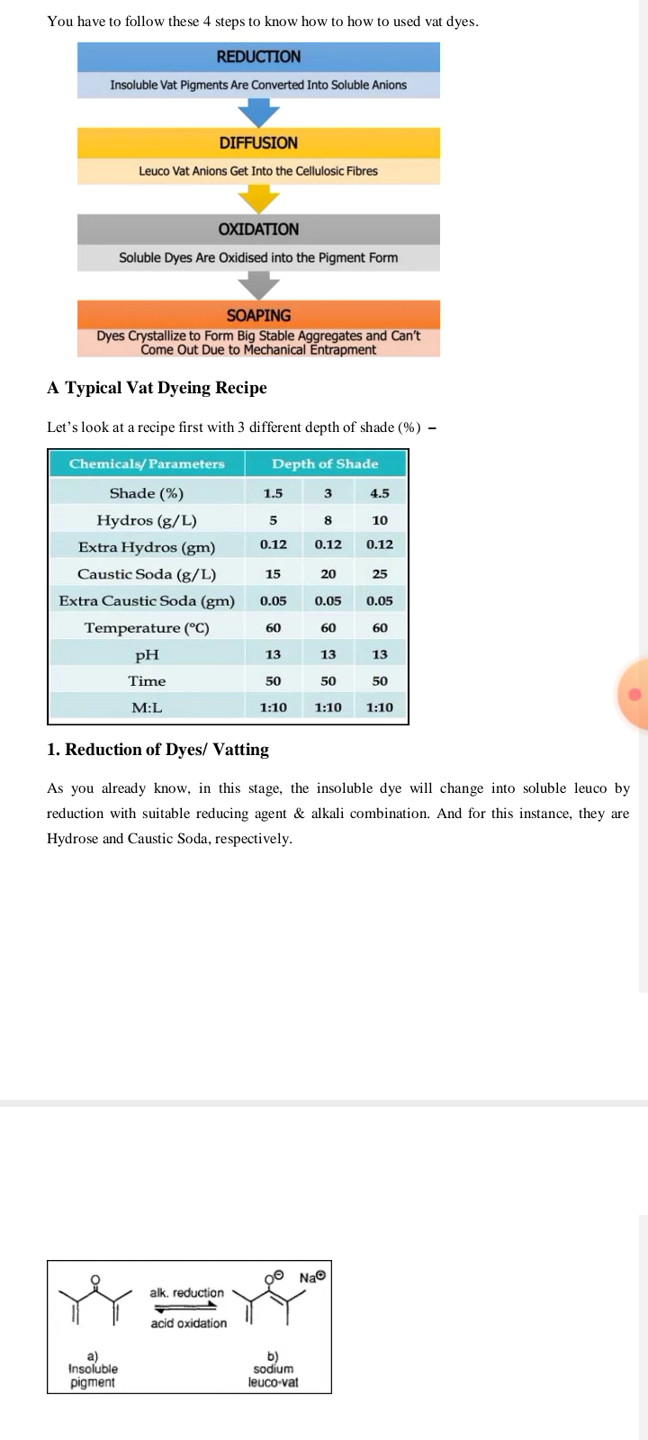 You have to follow these 4 steps to know how to how to used vat dyes.
REDUCTION
Insoluble Vat Pigments Are Converted Into Soluble Anions
DIFFUSION
Leuco Vat Anions Get Into the Cellulosic Fibres
OXIDATION
Soluble Dyes Are Oxidised into the Pigment Form
SOAPING
Dyes Crystallize to Form Big Stable Aggregates and Can't
Come Out Due to Mechanical Entrapment
A Typical Vat Dyeing Recipe
Let's look at a recipe first with 3 different depth of shade (%) –
Chemicals/Parameters Depth of Shade
Shade (%) 1.5 3 4.5
Hydros (g/L) 5 8 10
Extra Hydros (gm) 0.12 0.12 0.12
Caustic Soda (g/L) 15 20 25
Extra Caustic Soda (gm) 0.05 0.05 0.05
Temperature (°C) 60 60 60
pH 13 13 13
Time 50 50 50
M:L 1:10 1:10 1:10
1. Reduction of Dyes/ Vatting
As you already know, in this stage, the insoluble dye will change into soluble leuco by
reduction with suitable reducing agent & alkali combination. And for this instance, they are
Hydrose and Caustic Soda, respectively.
O O⊖ Na⊕
alk. reduction
acid oxidation
a) b)
Insoluble sodium
pigment leuco-vat